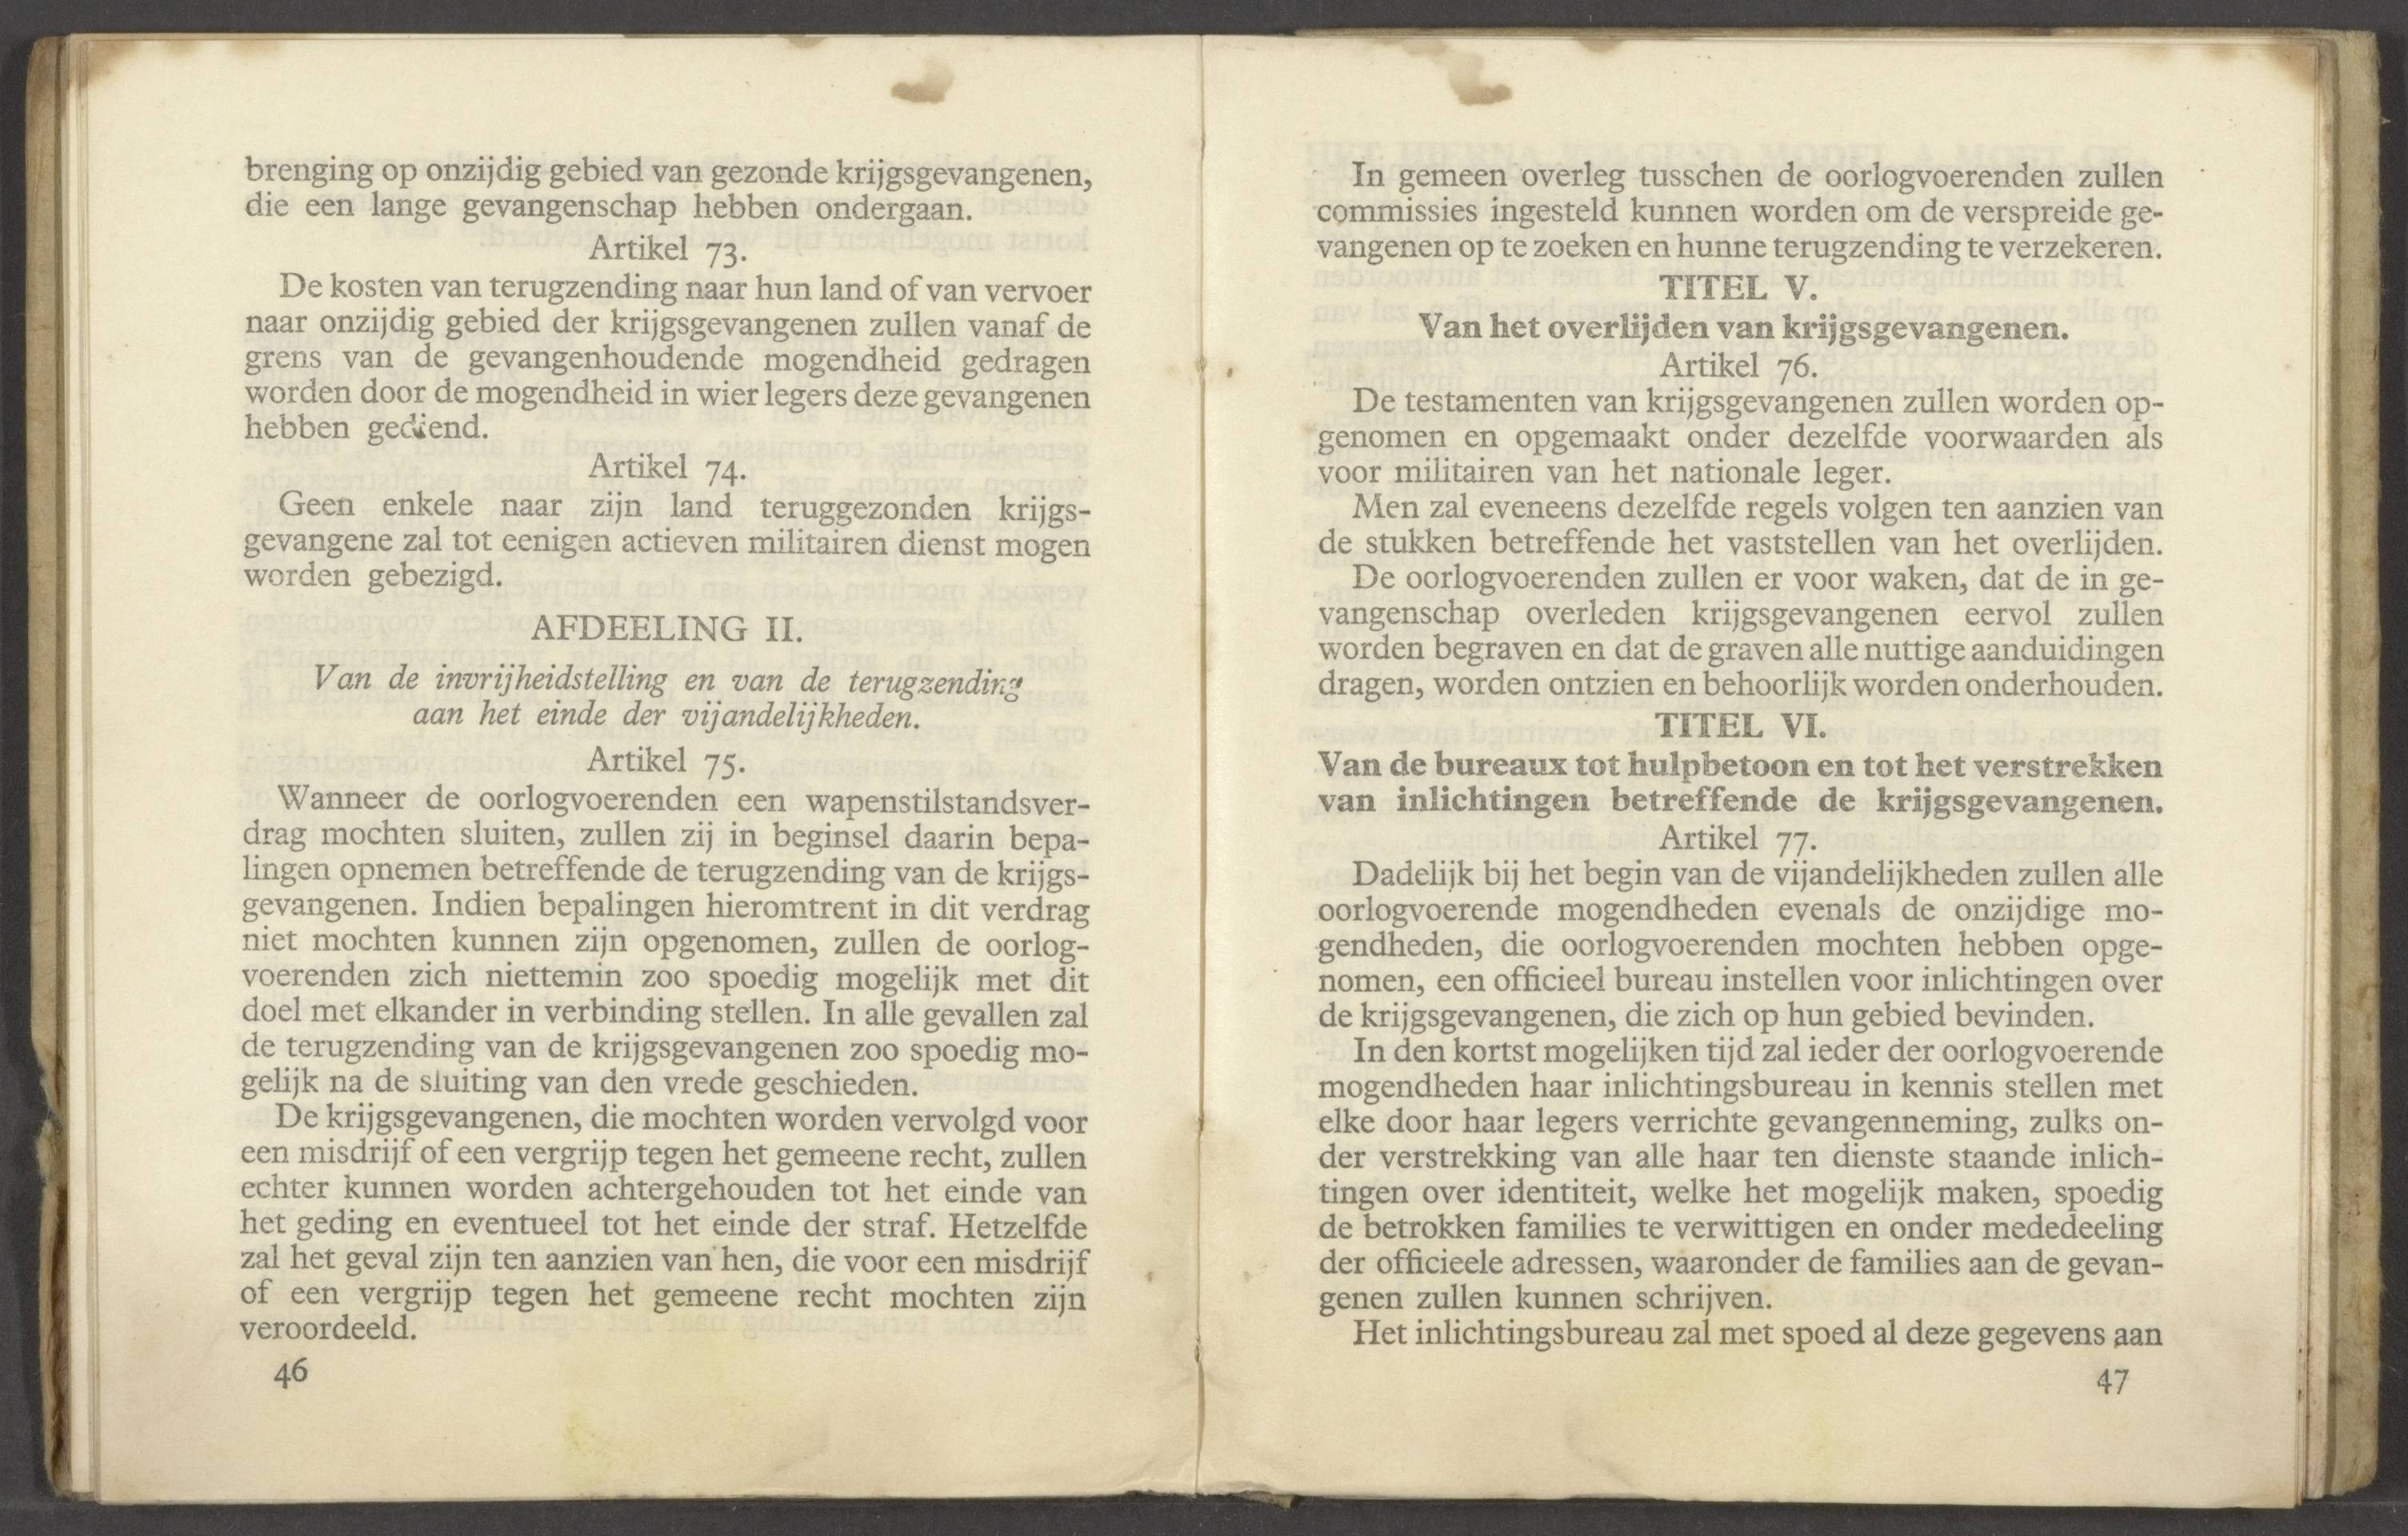 brenging op onzijdig gebied van gezonde krijgsgevangenen,
die een lange gevangenschap hebben ondergaan.
Artikel 73.
De kosten van terugzending naar hun land of van vervoer
naar onzijdig gebied der krijgsgevangenen zullen vanaf de
grens van de gevangenhoudende mogendheid gedragen
worden door de mogendheid in wier legers deze gevangenen
hebben gediend.
Artikel 74.
Geen enkele naar zijn land teruggezonden krijgs-
gevangene zal tot eenigen actieven militairen dienst mogen
worden gebezigd.
AFDEELING II.
Van de invrijheidstelling en van de terugzending
aan het einde der vijandelijkheden.
Artikel 75.
Wanneer de oorlogvoerenden een wapenstilstandsver-
drag mochten sluiten, zullen zij in beginsel daarin bepa-
lingen opnemen betreffende de terugzending van de krijgs-
gevangenen. Indien bepalingen hieromtrent in dit verdrag
niet mochten kunnen zijn opgenomen, zullen de oorlog-
voerenden zich niettemin zoo spoedig mogelijk met dit
doel met elkander in verbinding stellen. In alle gevallen zal
de terugzending van de krijgsgevangenen zoo spoedig mo-
gelijk na de sluiting van den vrede geschieden.
De krijgsgevangenen, die mochten worden vervolgd voor
een misdrijf of een vergrijp tegen het gemeene recht, zullen
echter kunnen worden achtergehouden tot het einde van
het geding en eventueel tot het einde der straf. Hetzelfde
zal het geval zijn ten aanzien van hen, die voor een misdrijf
of een vergrijp tegen het gemeene recht mochten zijn
veroordeeld.
46
In gemeen overleg tusschen de oorlogvoerenden zullen
commissies ingesteld kunnen worden om de verspreide ge-
vangenen op te zoeken en hunne terugzending te verzekeren.
TITEL V.
Van het overlijden van krijgsgevangenen.
Artikel 76.
De testamenten van krijgsgevangenen zullen worden op-
genomen en opgemaakt onder dezelfde voorwaarden als
voor militairen van het nationale leger.
Men zal eveneens dezelfde regels volgen ten aanzien van
de stukken betreffende het vaststellen van het overlijden.
De oorlogvoerenden zullen er voor waken, dat de in ge-
vangenschap overleden krijgsgevangenen eervol zullen
worden begraven en dat de graven alle nuttige aanduidingen
dragen, worden ontzien en behoorlijk worden onderhouden.
TITEL VI.
Van de bureaux tot hulpbetoon en tot het verstrekken
van inlichtingen betreffende de krijgsgevangenen.
Artikel 77.
Dadelijk bij het begin van de vijandelijkheden zullen alle
oorlogvoerende mogendheden evenals de onzijdige mo-
gendheden, die oorlogvoerenden mochten hebben opge-
nomen, een officieel bureau instellen voor inlichtingen over
de krijgsgevangenen, die zich op hun gebied bevinden.
In den kortst mogelijken tijd zal ieder der oorlogvoerende
mogendheden haar inlichtingsbureau in kennis stellen met
elke door haar legers verrichte gevangenneming, zulks on-
der verstrekking van alle haar ten dienste staande inlich-
tingen over identiteit, welke het mogelijk maken, spoedig
de betrokken families te verwittigen en onder mededeeling
der officieele adressen, waaronder de families aan de gevan-
genen zullen kunnen schrijven.
Het inlichtingsbureau zal met spoed al deze gegevens aan
47